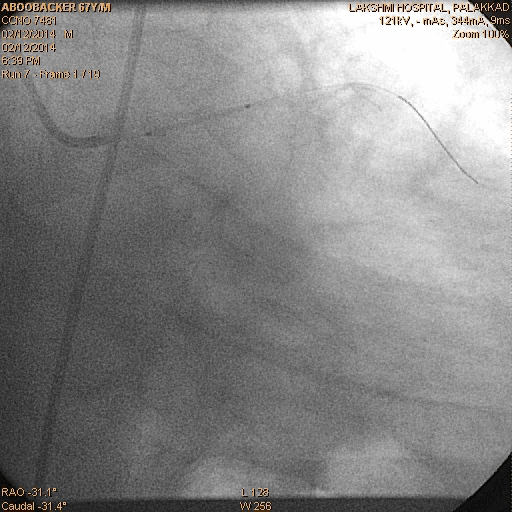 ABOOBACKER 67Y/M
LAKSHMI HOSPITAL, PALAKKAD
CCNO 7481
121kV, - mAs, 344mA, 9ms
02/12/2014 M
Zoom 100%
02/12/2014
6:39 PM
Run 7 - Frame 1 / 19
RAO -31.1°
L 128
Caudal -31.4°
W 256